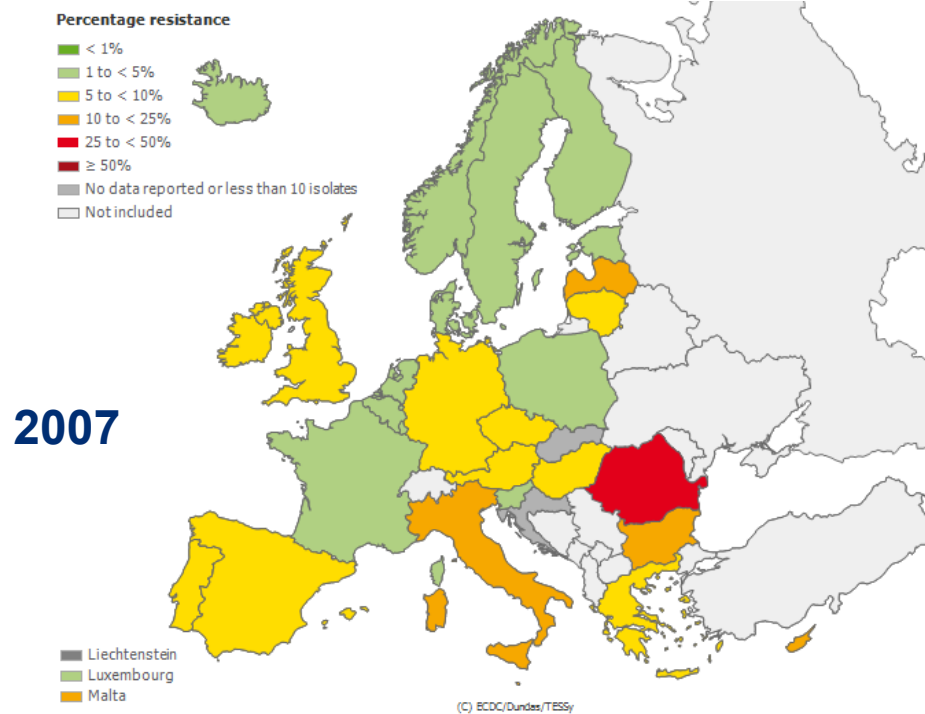 Percentage resistance
< 1%
1 to < 5%
5 to < 10%
10 to < 25%
25 to < 50%
≥ 50%
No data reported or less than 10 isolates
Not included
2007
Liechtenstein
Luxembourg
Malta
(C) ECDC/Dundas/TESSy